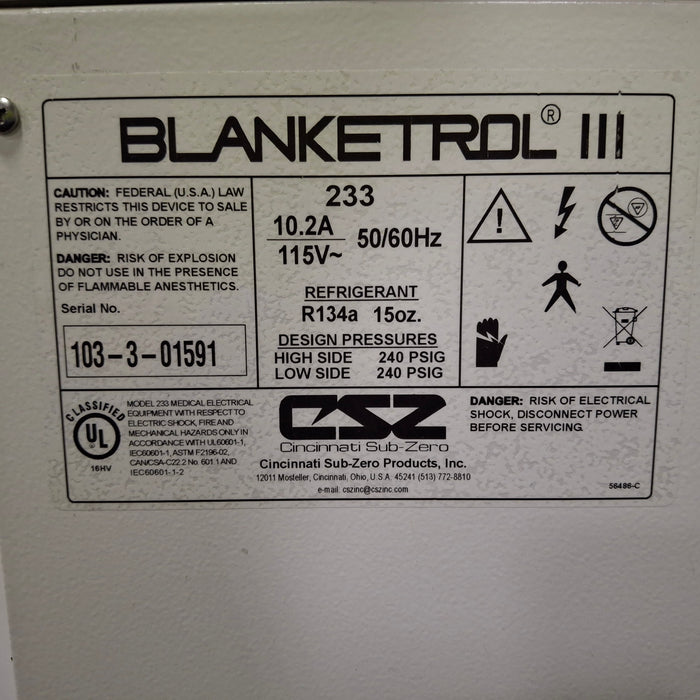 BLANKETROL® III
CAUTION: FEDERAL (U.S.A.) LAW
RESTRICTS THIS DEVICE TO SALE
BY OR ON THE ORDER OF A
PHYSICIAN.
DANGER: RISK OF EXPLOSION
DO NOT USE IN THE PRESENCE
OF FLAMMABLE ANESTHETICS.
Serial No.
103-3-01591
233
10.2A
115V~ 50/60Hz
REFRIGERANT
R134a 15oz.
DESIGN PRESSURES
HIGH SIDE 240 PSIG
LOW SIDE 240 PSIG
CLASSIFIED
UL
16HV
MODEL 233 MEDICAL ELECTRICAL
EQUIPMENT WITH RESPECT TO
ELECTRIC SHOCK, FIRE AND
MECHANICAL HAZARDS ONLY IN
ACCORDANCE WITH UL60601-1,
IEC60601-1, ASTM F2196-02,
CAN/CSA-C22.2 No. 601.1 AND
IEC60601-1-2
CSZ
Cincinnati Sub-Zero
Cincinnati Sub-Zero Products, Inc.
12011 Mosteller, Cincinnati, Ohio, U.S.A. 45241 (513) 772-8810
e-mail: cszinc@cszinc.com
DANGER: RISK OF ELECTRICAL
SHOCK, DISCONNECT POWER
BEFORE SERVICING
56486-C